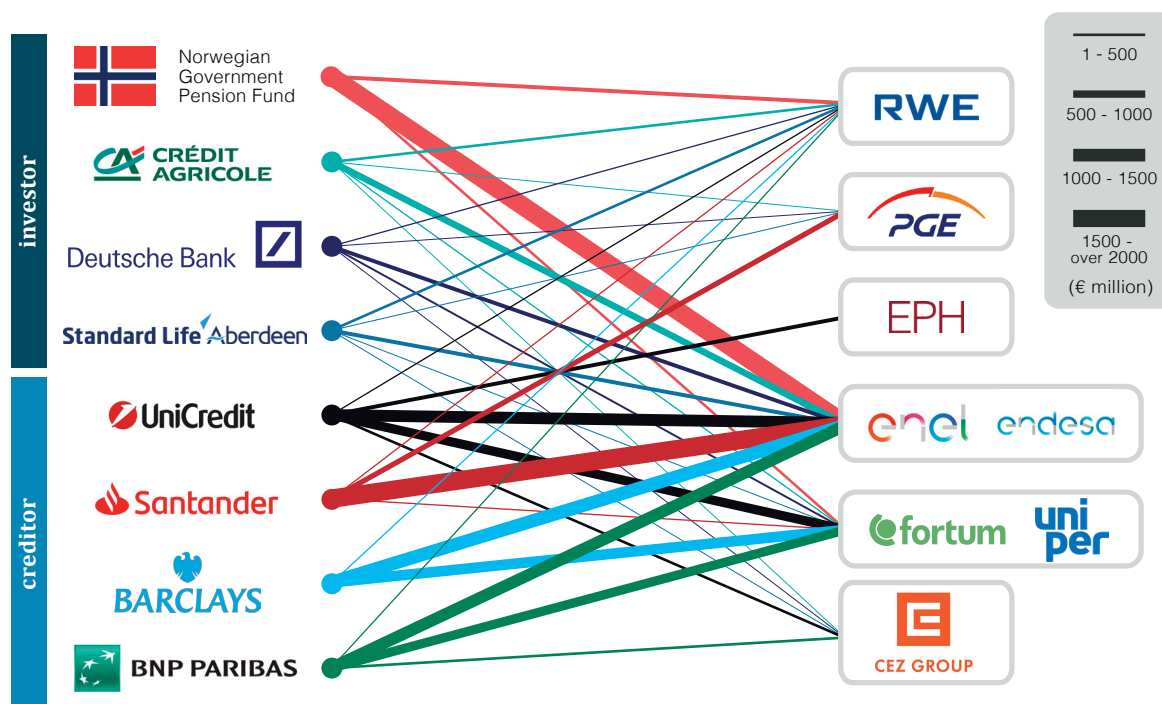 investor
Norwegian
Government
Pension Fund
CRÉDIT
AGRICOLE
Deutsche Bank
Standard Life Aberdeen
creditor
UniCredit
Santander
BARCLAYS
BNP PARIBAS
RWE
PGE
EPH
enel endesa
fortum
uni
per
CEZ GROUP
1 - 500
500 - 1000
1000 - 1500
1500 -
over 2000
(€ million)